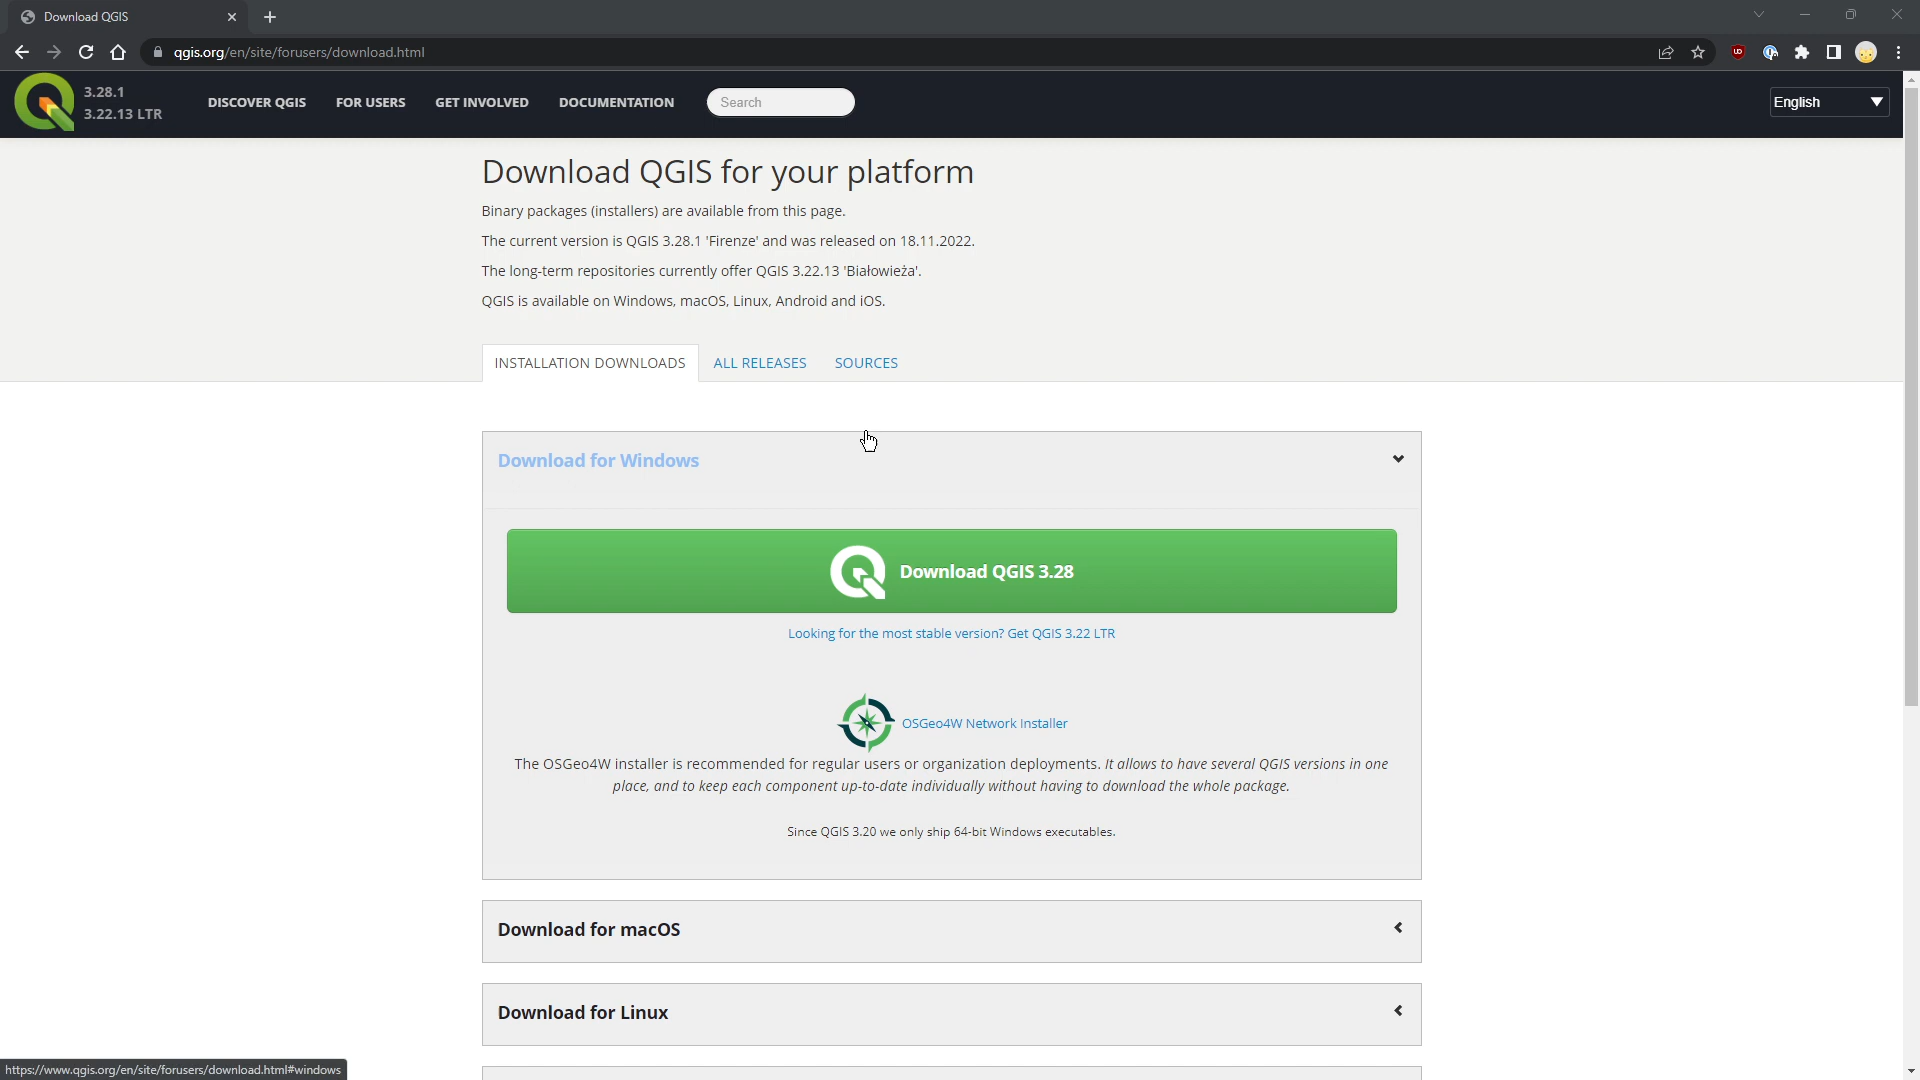 Download QGIS
qgis.org/en/site/forusers/download.html
3.28.1
3.22.13 LTR
DISCOVER QGIS FOR USERS GET INVOLVED DOCUMENTATION Search English
Download QGIS for your platform
Binary packages (installers) are available from this page.
The current version is QGIS 3.28.1 'Firenze' and was released on 18.11.2022.
The long-term repositories currently offer QGIS 3.22.13 'Białowieża'.
QGIS is available on Windows, macOS, Linux, Android and iOS.
INSTALLATION DOWNLOADS ALL RELEASES SOURCES
Download for Windows
Download QGIS 3.28
Looking for the most stable version? Get QGIS 3.22 LTR
OSGeo4W Network Installer
The OSGeo4W installer is recommended for regular users or organization deployments. It allows to have several QGIS versions in one
place, and to keep each component up-to-date individually without having to download the whole package.
Since QGIS 3.20 we only ship 64-bit Windows executables.
Download for macOS
Download for Linux
https://www.qgis.org/en/site/forusers/download.html#windows